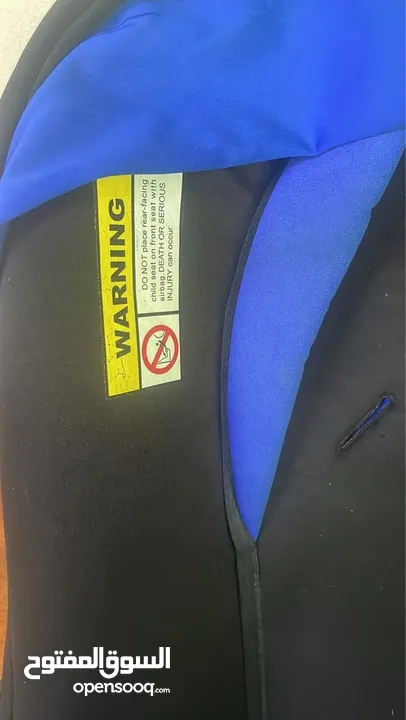 WARNING
DO NOT place rear-facing
child seat on front seat with
airbag.DEATH OR SERIOUS
INJURY can occur.
السوق المفتوح
opensooq.com